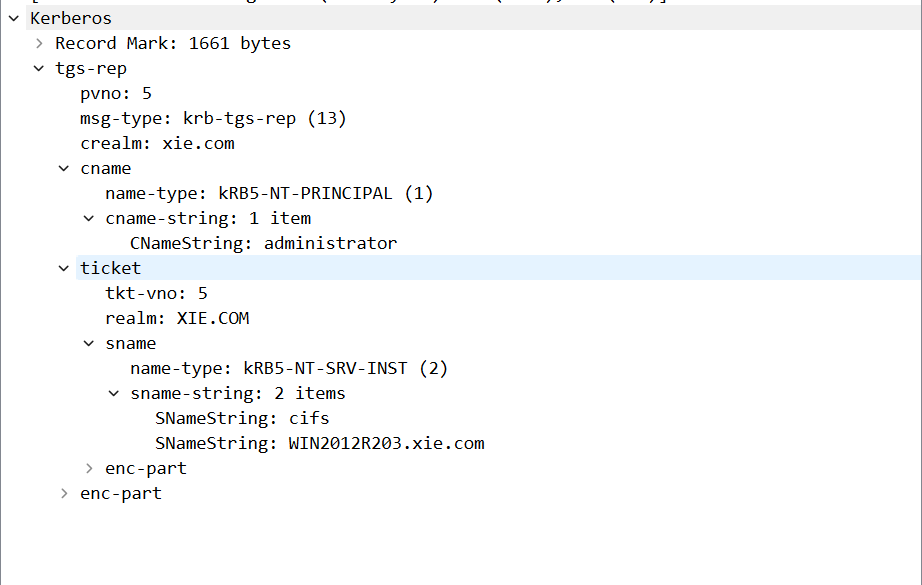 Kerberos
Record Mark: 1661 bytes
tgs-rep
pvno: 5
msg-type: krb-tgs-rep (13)
crealm: xie.com
cname
name-type: kRB5-NT-PRINCIPAL (1)
cname-string: 1 item
CNameString: administrator
ticket
tkt-vno: 5
realm: XIE.COM
sname
name-type: kRB5-NT-SRV-INST (2)
sname-string: 2 items
SNameString: cifs
SNameString: WIN2012R203.xie.com
enc-part
enc-part